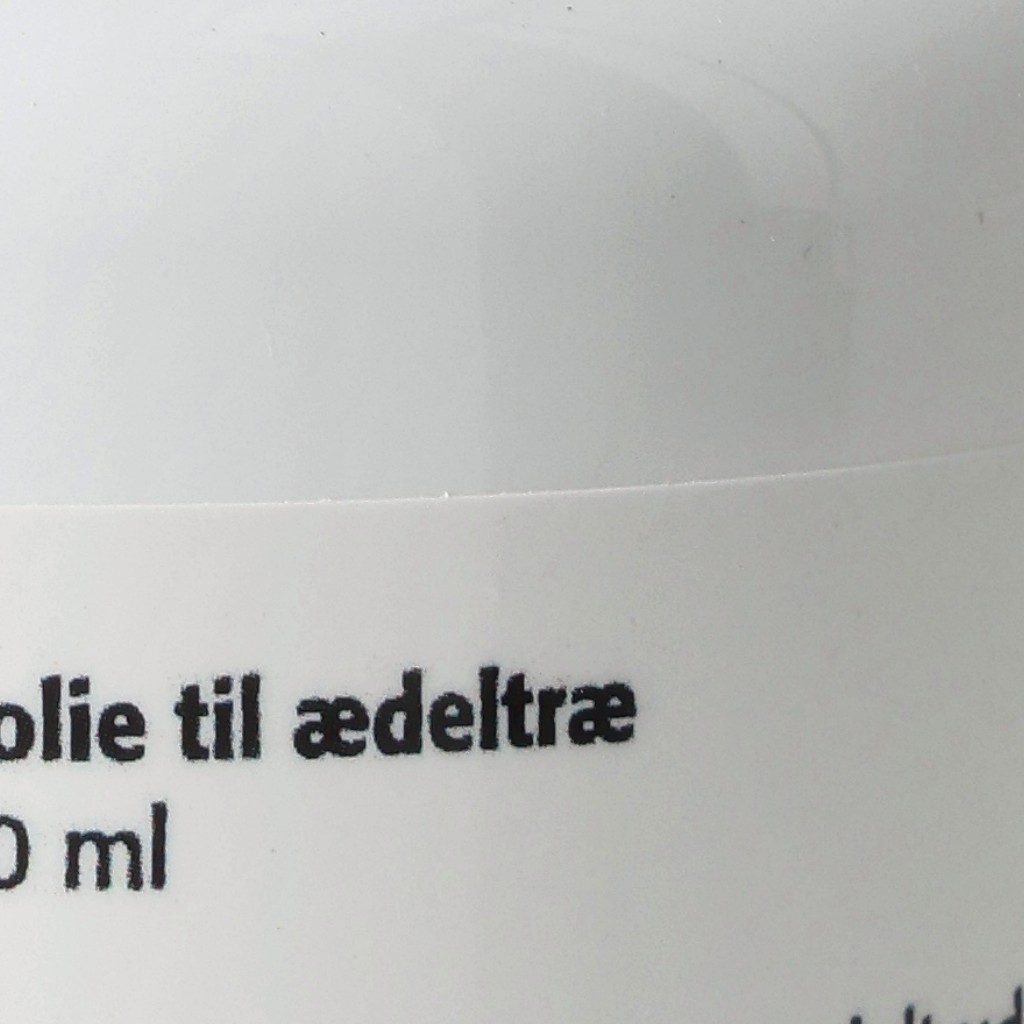 olie til ædeltræ
0 ml